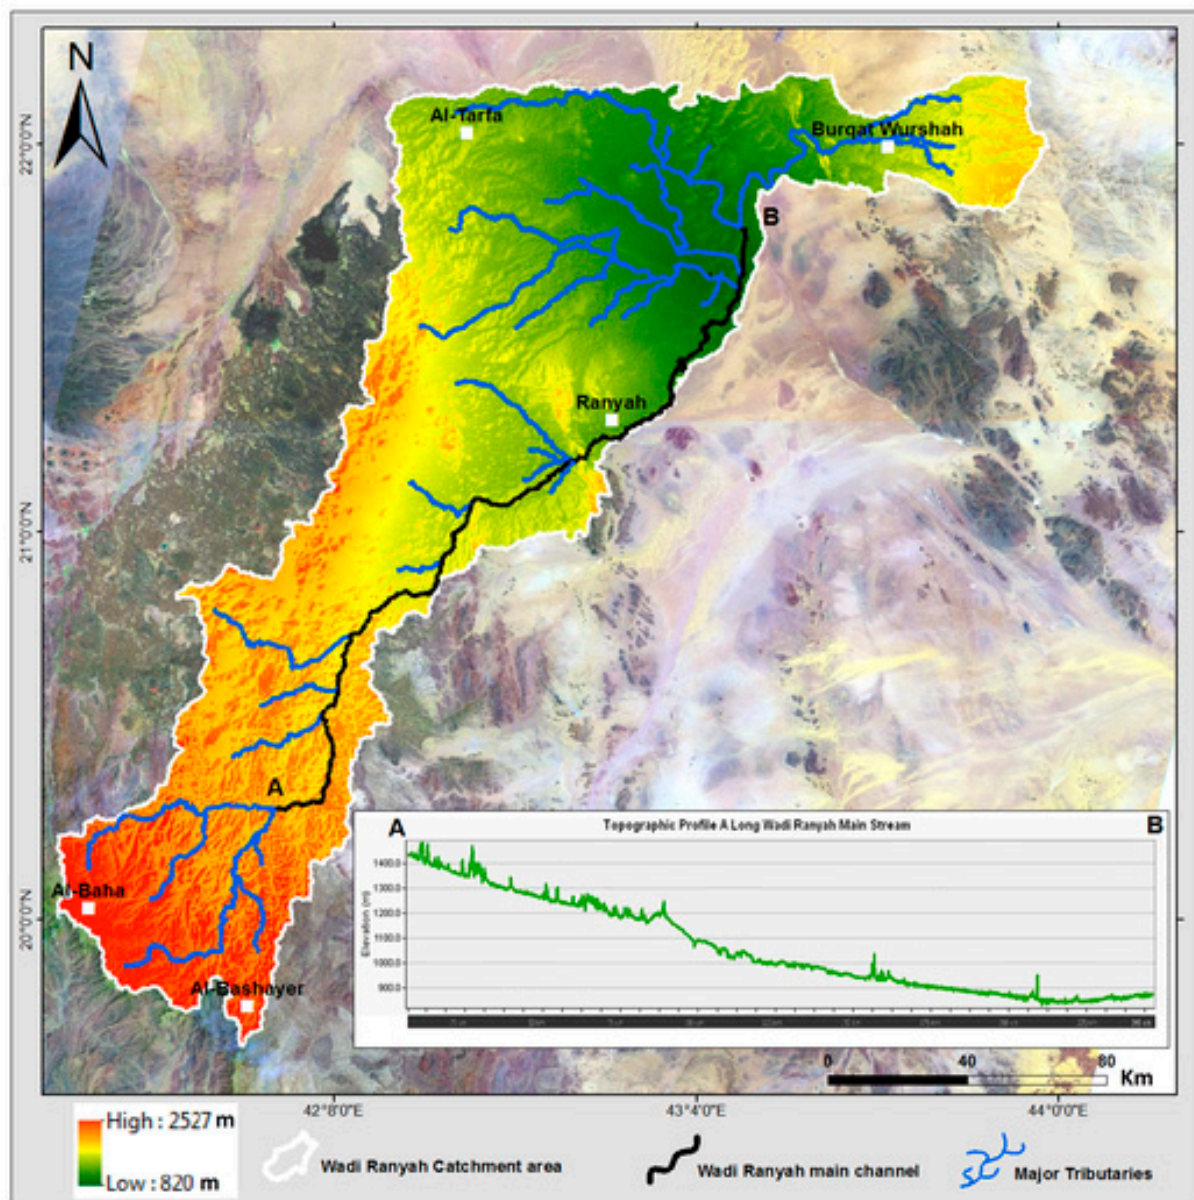 N
22°0'0"N
Al-Tarfa
Burqat Wurshah
B
Ranyah
21°0'0"N
A
20°0'0"N
Al-Baha
Al-Bashayer
A
Topographic Profile A Long Wadi Ranyah Main Stream
B
Elevation (m)
1400.0
1300.0
1200.0
1100.0
1000.0
900.0
0 40 80
Km
42°8'0"E
43°4'0"E
44°0'0"E
High : 2527 m
Low : 820 m
Wadi Ranyah Catchment area
Wadi Ranyah main channel
Major Tributaries